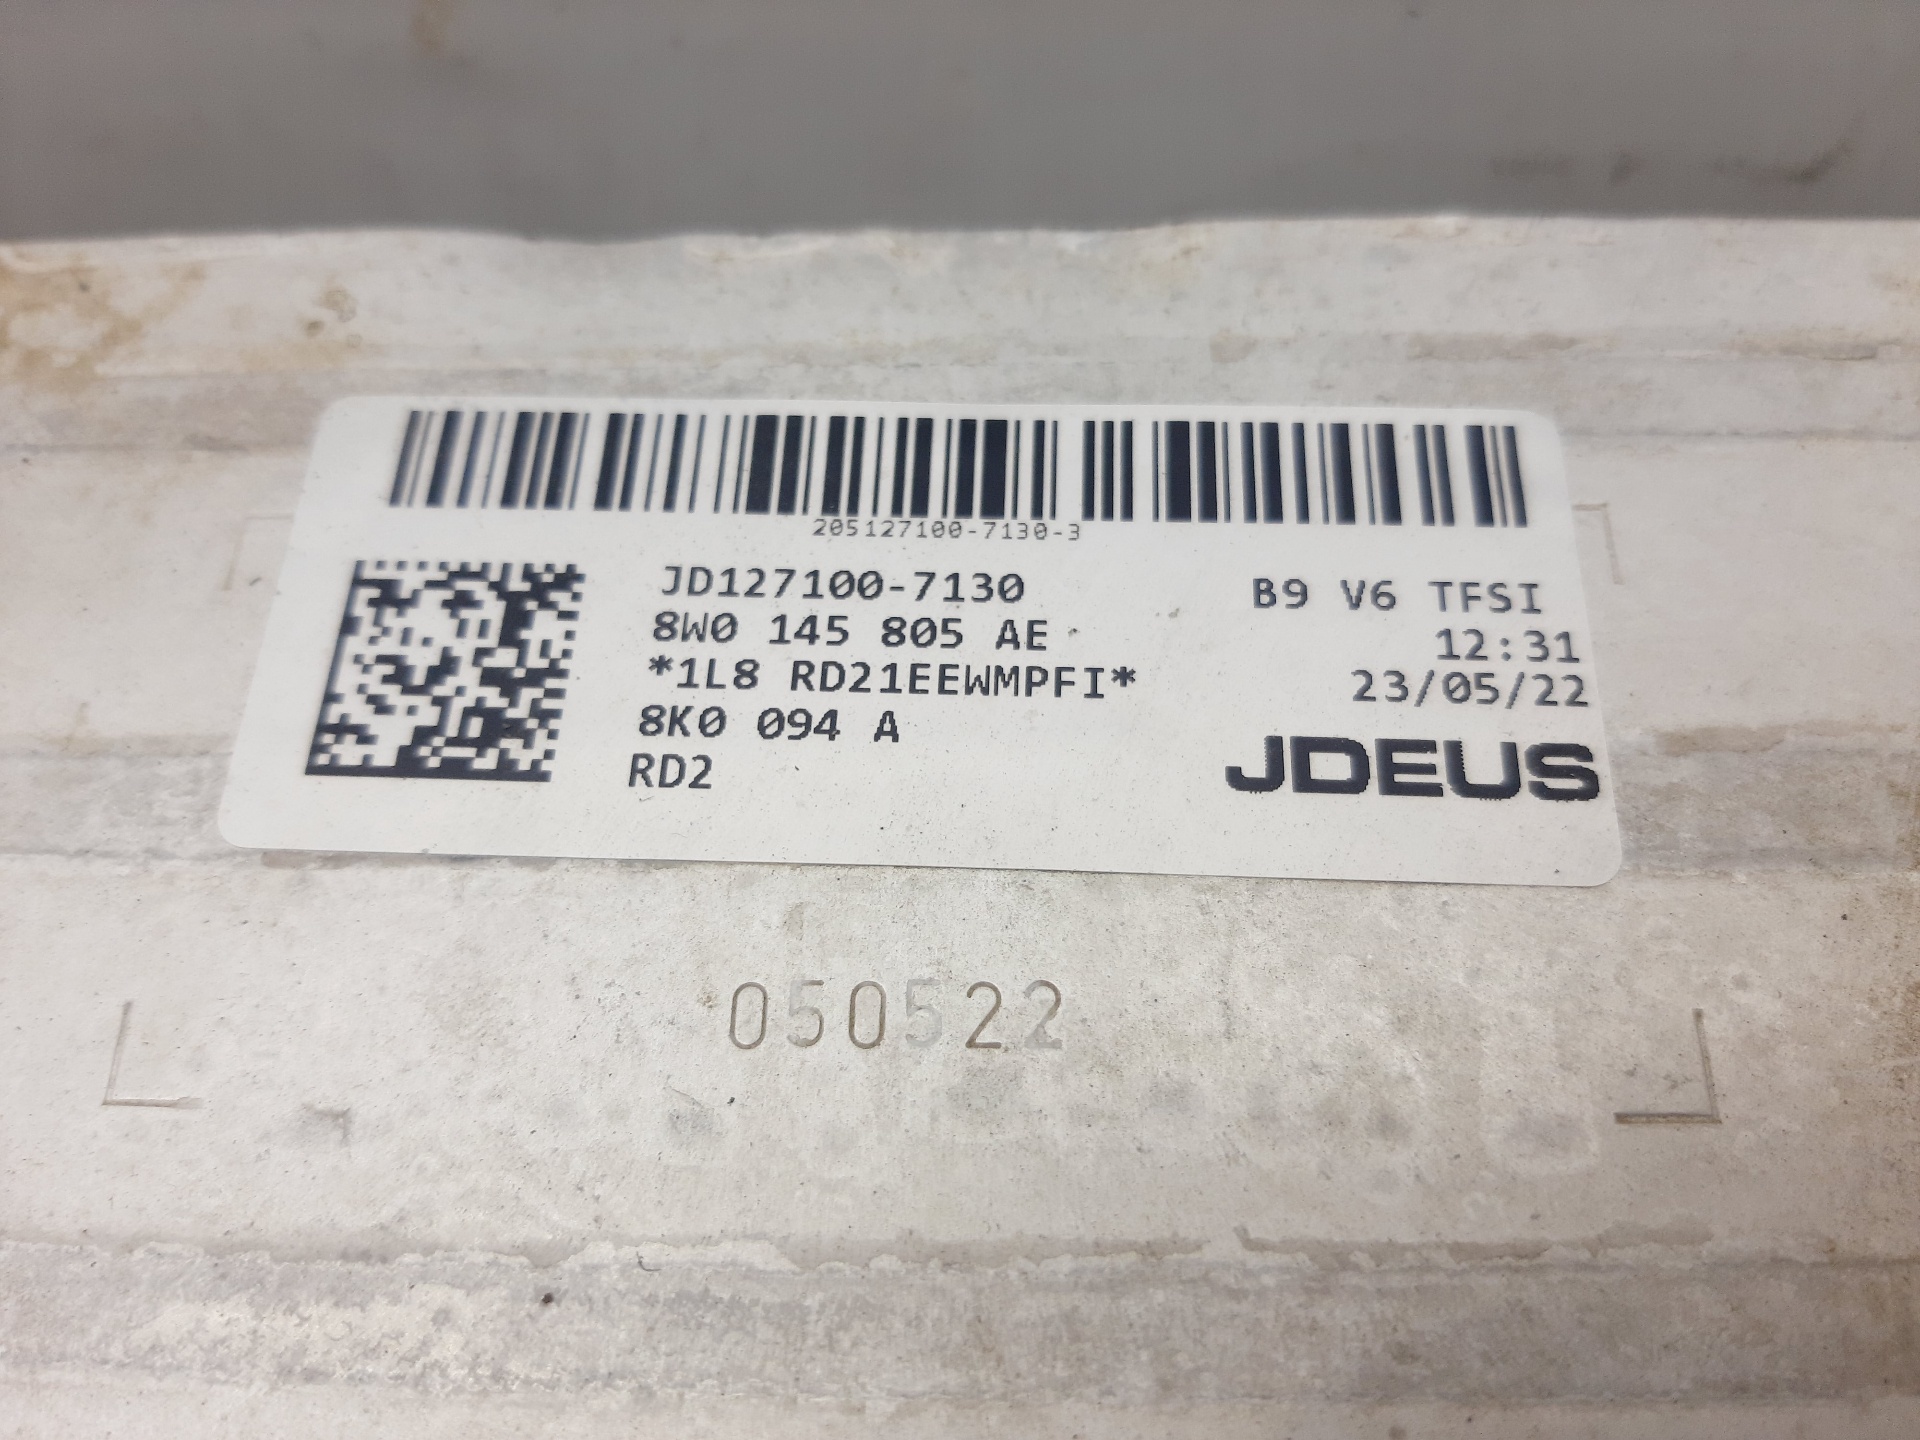 205127100-7130-3
JD127100-7130
8W0 145 805 AE
*1L8 RD21EEWMPFI*
8K0 094 A
RD2
B9 V6 TFSI
12:31
23/05/22
JDEUS
050522